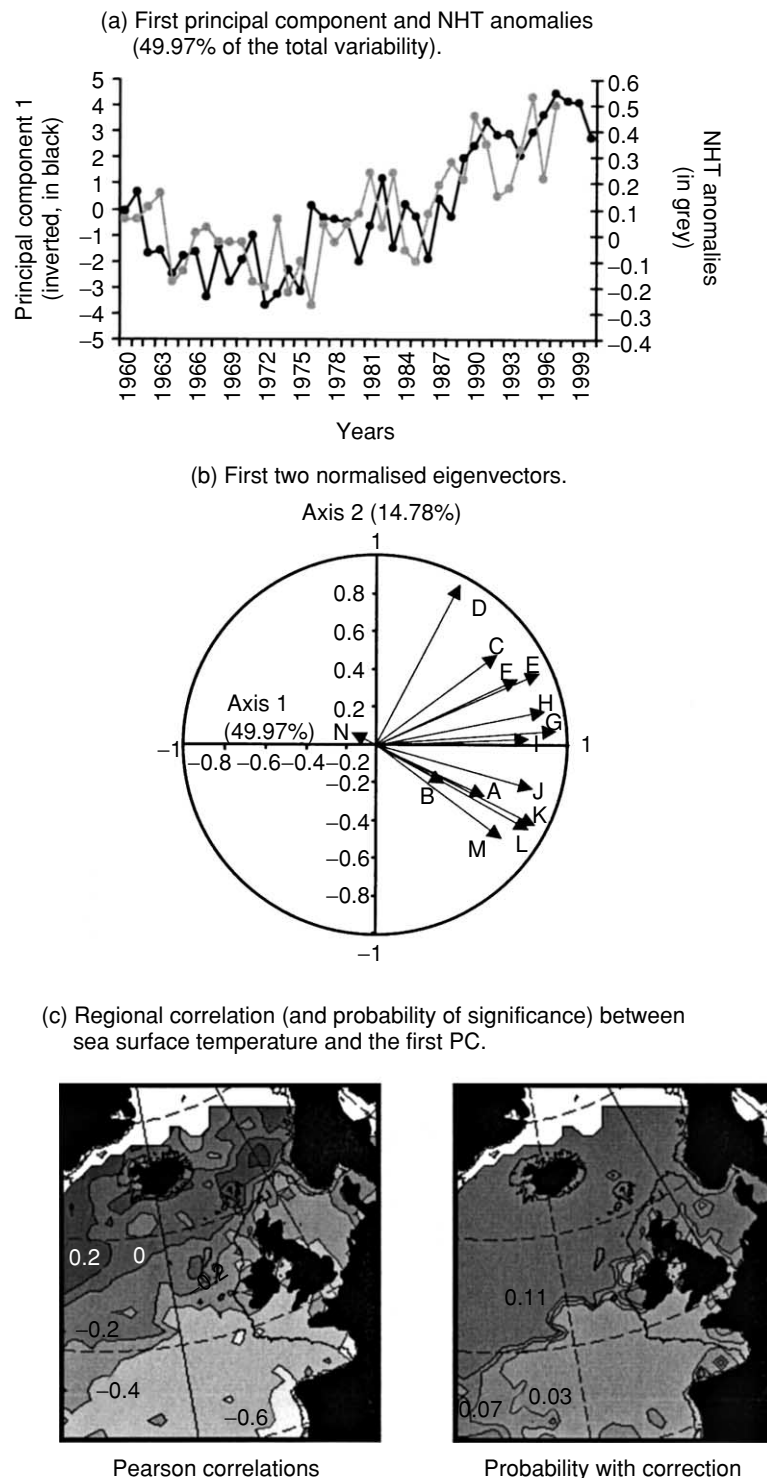 (a) First principal component and NHT anomalies
(49.97% of the total variability).
Principal component 1
(inverted, in black)
5
4
3
2
1
0
−1
−2
−3
−4
−5
0.6
0.5
0.4
0.3
0.2
0.1
0
−0.1
−0.2
−0.3
−0.4
NHT anomalies
(in grey)
1960 1963 1966 1969 1972 1975 1978 1981 1984 1987 1990 1993 1996 1999
Years
(b) First two normalised eigenvectors.
Axis 2 (14.78%)
1
0.8
0.6
0.4
0.2
D
C
F E
H
G
I
Axis 1
(49.97%)
N
−1
1
−0.8 −0.6 −0.4 −0.2
−0.2
−0.4
−0.6
−0.8
−1
B
A
J
K
L
M
(c) Regional correlation (and probability of significance) between
sea surface temperature and the first PC.
0.2 0
0.2
−0.2
−0.4
−0.6
Pearson correlations
0.11
0.03
0.07
Probability with correction